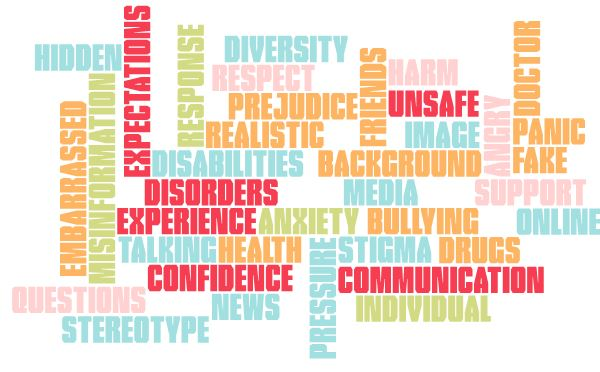 HIDDEN
EXPECTATIONS
RESPONSE
DIVERSITY
RESPECT
FRIENDS
HARM
DOCTOR
EMBARRASSED
MISINFORMATION
PREJUDICE
UNSAFE
ANGRY
REALISTIC
IMAGE
PANIC
DISABILITIES
BACKGROUND
FAKE
DISORDERS
MEDIA
SUPPORT
EXPERIENCE
ANXIETY
BULLYING
ONLINE
TALKING
HEALTH
PRESSURE
STIGMA
DRUGS
CONFIDENCE
COMMUNICATION
QUESTIONS
NEWS
INDIVIDUAL
STEREOTYPE